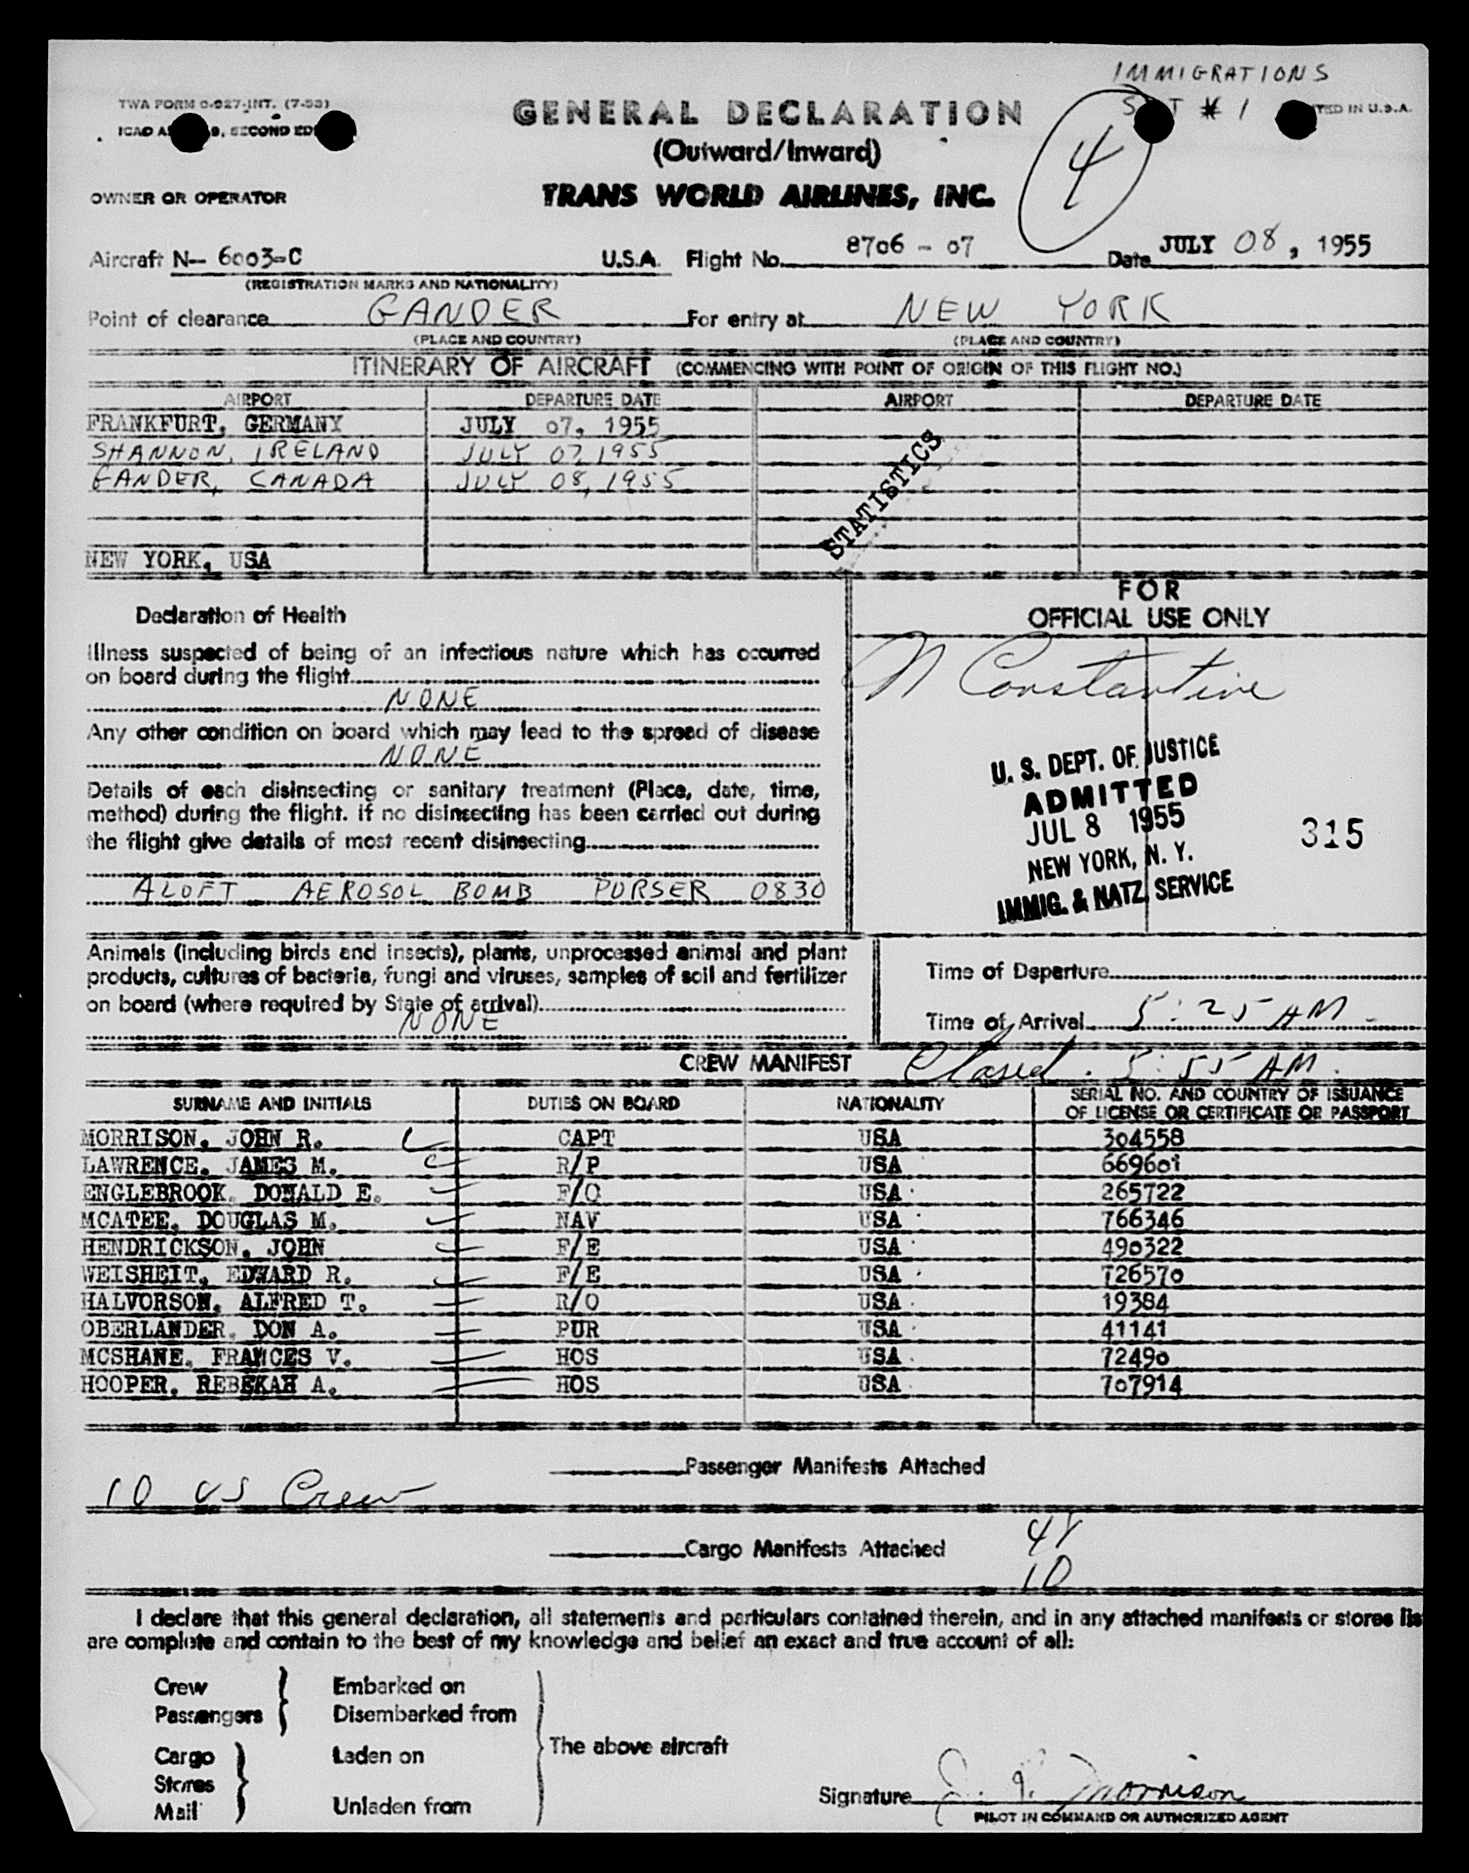 IMMIGRATIONS
TWA FORM O-927-INT. (7-53)
GENERAL DECLARATION
# 1
ICAO SECOND
4
(Outward/Inward)
OWNER OR OPERATOR
TRANS WORLD AIRLINES, INC.
Aircraft N— 6003-C U.S.A. Flight No. 8706 - 07 Date JULY 08, 1955
(REGISTRATION MARKS AND NATIONALITY)
Point of clearance GANDER For entry at NEW YORK
(PLACE AND COUNTRY) (PLACE AND COUNTRY)
ITINERARY OF AIRCRAFT (COMMENCING WITH POINT OF ORIGIN OF THIS FLIGHT NO.)
AIRPORT DEPARTURE DATE AIRPORT DEPARTURE DATE
FRANKFURT, GERMANY JULY 07, 1955
SHANNON, IRELAND JULY 07, 1955
GANDER, CANADA JULY 08, 1955
STATISTICS
NEW YORK, USA
Declaration of Health
FOR
OFFICIAL USE ONLY
Illness suspected of being of an infectious nature which has occurred
on board during the flight
NONE
N Constantine
Any other condition on board which may lead to the spread of disease
NONE
Details of each disinsecting or sanitary treatment (Place, date, time,
method) during the flight. If no disinsecting has been carried out during
the flight give details of most recent disinsecting
ALOFT AEROSOL BOMB PURSER 0830
U. S. DEPT. OF JUSTICE
ADMITTED
JUL 8 1955
NEW YORK, N. Y.
IMMIG. & NATZ. SERVICE
315
Animals (including birds and insects), plants, unprocessed animal and plant
products, cultures of bacteria, fungi and viruses, samples of soil and fertilizer
on board (where required by State of arrival)
NONE
Time of Departure
Time of Arrival 5:25 AM -
CREW MANIFEST Closed. 5:55 AM.
SURNAME AND INITIALS DUTIES ON BOARD NATIONALITY SERIAL NO. AND COUNTRY OF ISSUANCE
OF LICENSE OR CERTIFICATE OR PASSPORT
MORRISON, JOHN R. CAPT USA 304558
LAWRENCE, JAMES M. R/P USA 669601
ENGLEBROOK, DONALD E. F/O USA 265722
MCATEE, DOUGLAS M. NAV USA 766346
HENDRICKSON, JOHN F/E USA 490322
WEISHEIT, EDWARD R. F/E USA 726570
HALVORSON, ALFRED T. R/O USA 19384
OBERLANDER, DON A. PUR USA 41141
MCSHANE, FRANCES V. HOS USA 72490
HOOPER, REBEKAH A. HOS USA 707914
Passenger Manifests Attached
10 US Crew
Cargo Manifests Attached
10
I declare that this general declaration, all statements and particulars contained therein, and in any attached manifests or stores lis
are complete and contain to the best of my knowledge and belief an exact and true account of all:
Crew Embarked on
Passengers Disembarked from
The above aircraft
Cargo Laden on
Stores
Mail Unladen from
Signature J. R. Morrison
PILOT IN COMMAND OR AUTHORIZED AGENT